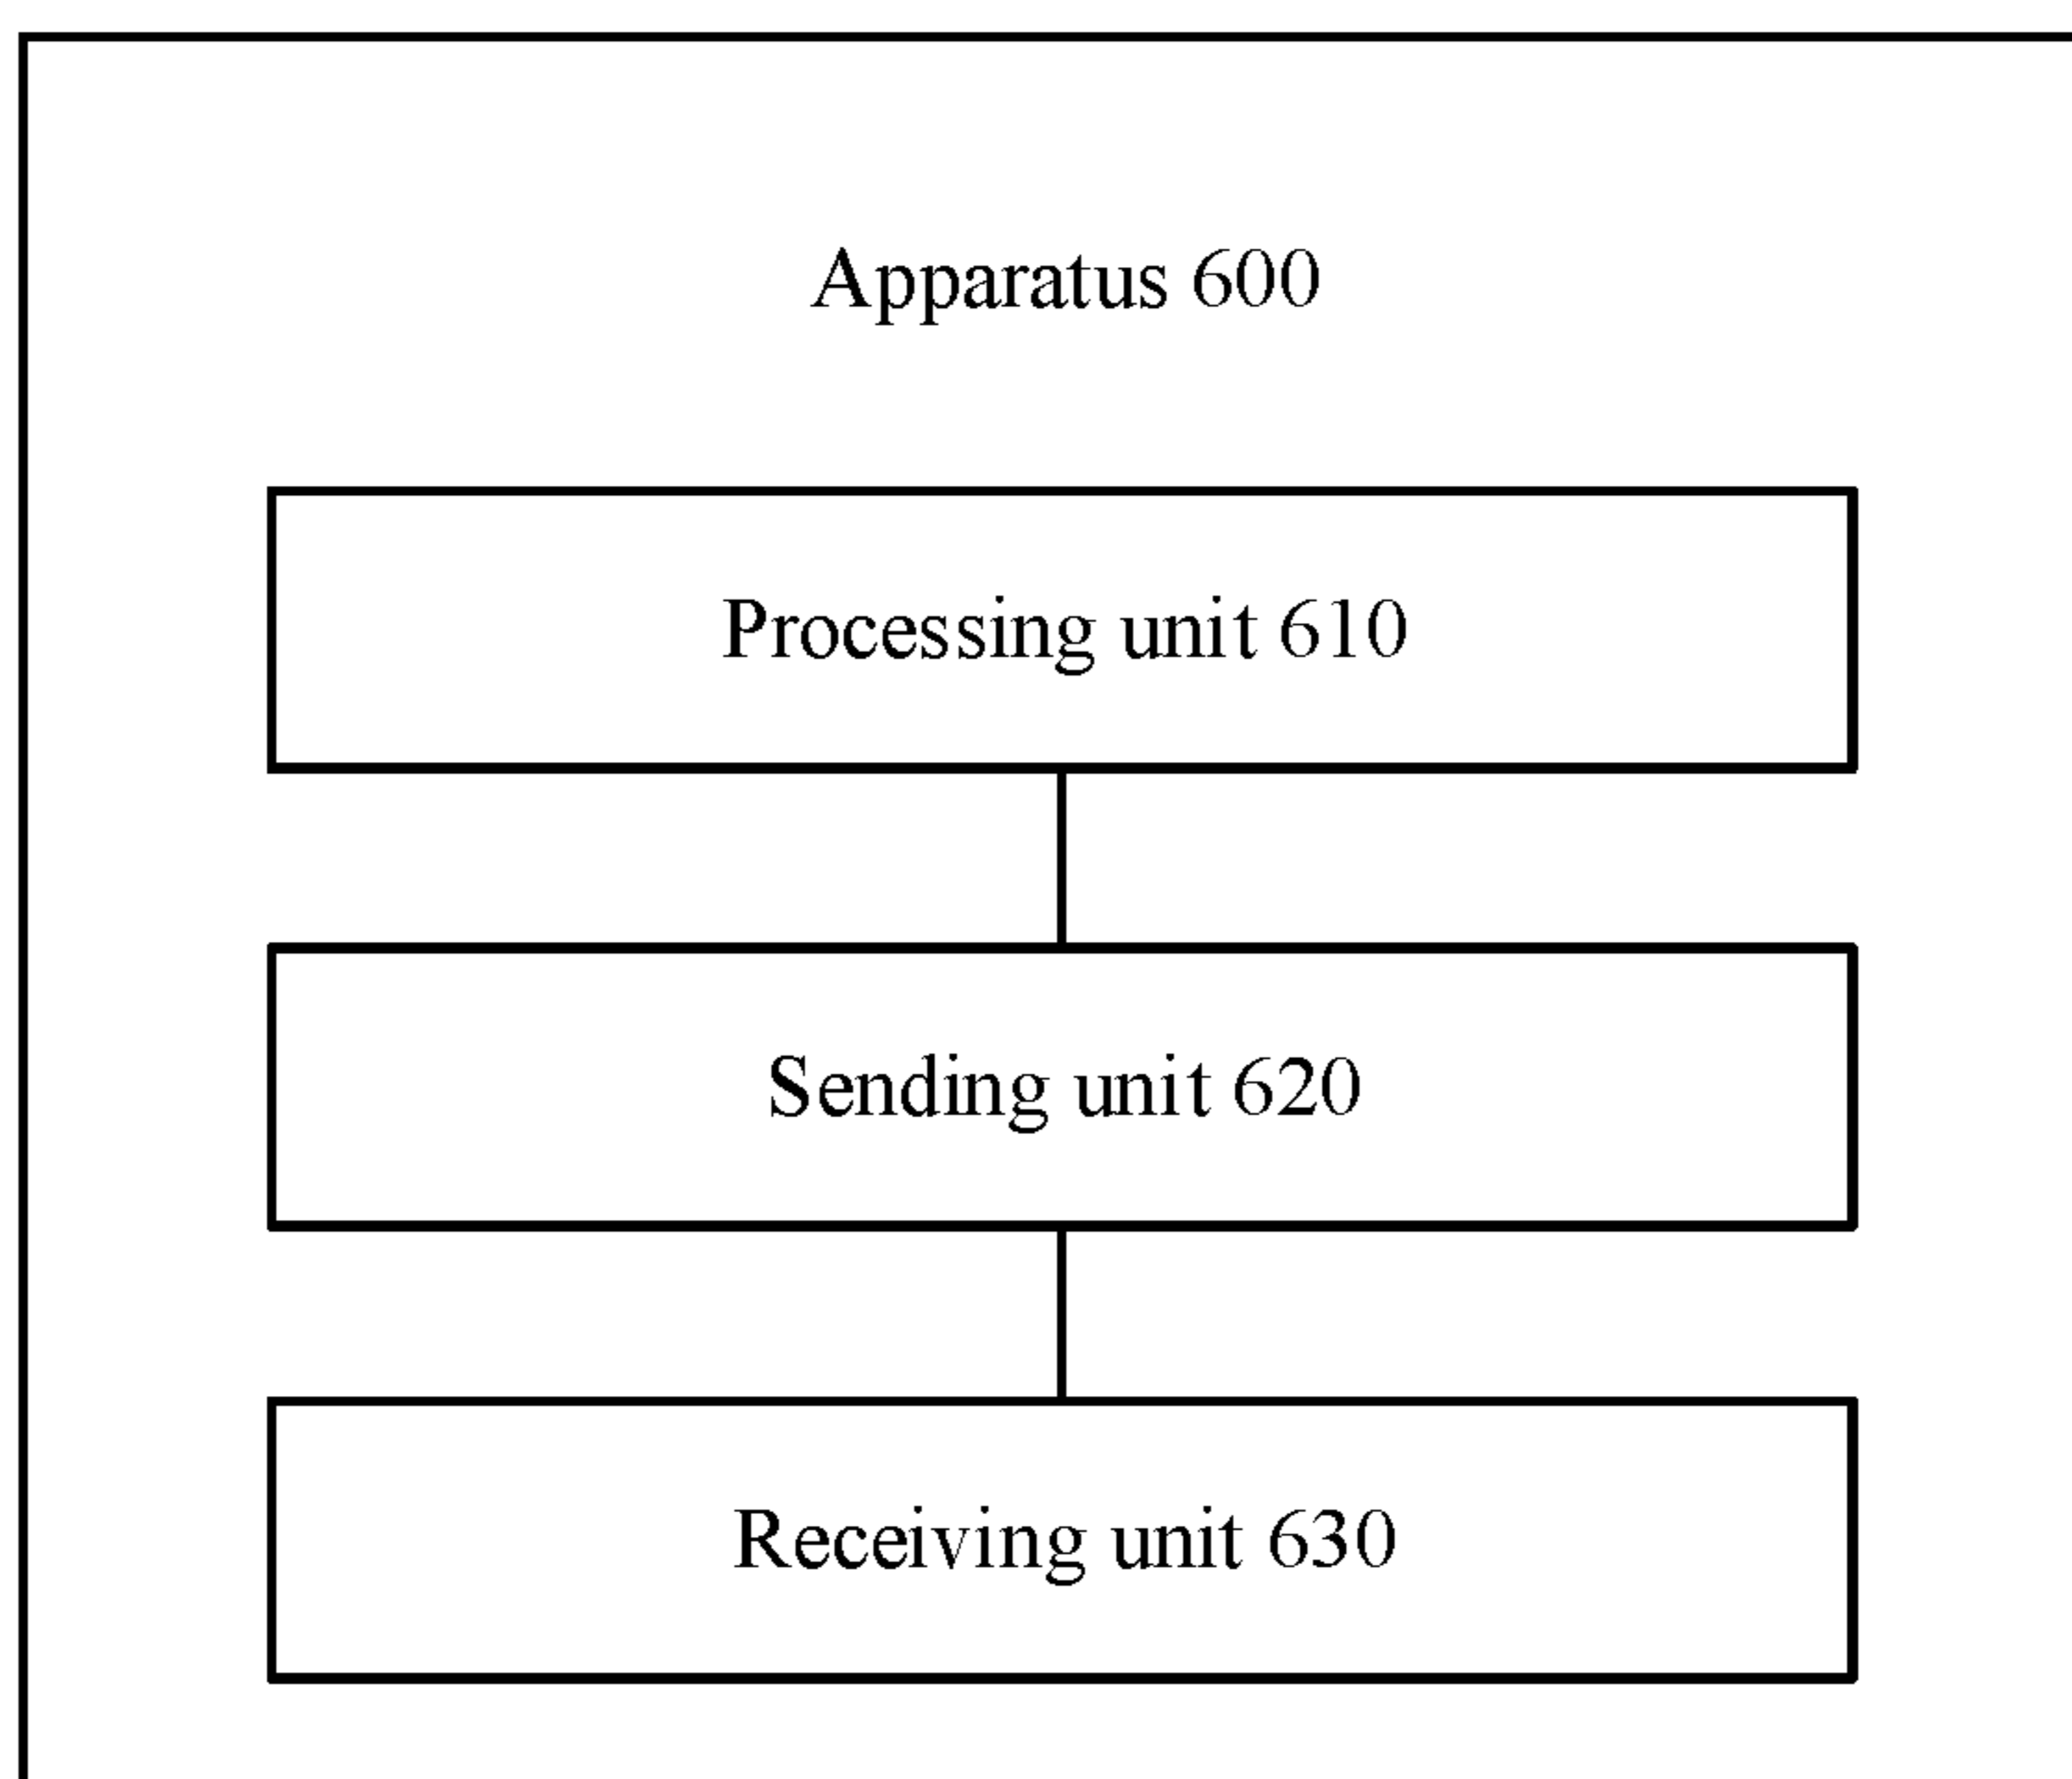 Apparatus 600
Processing unit 610
Sending unit 620
Receiving unit 630